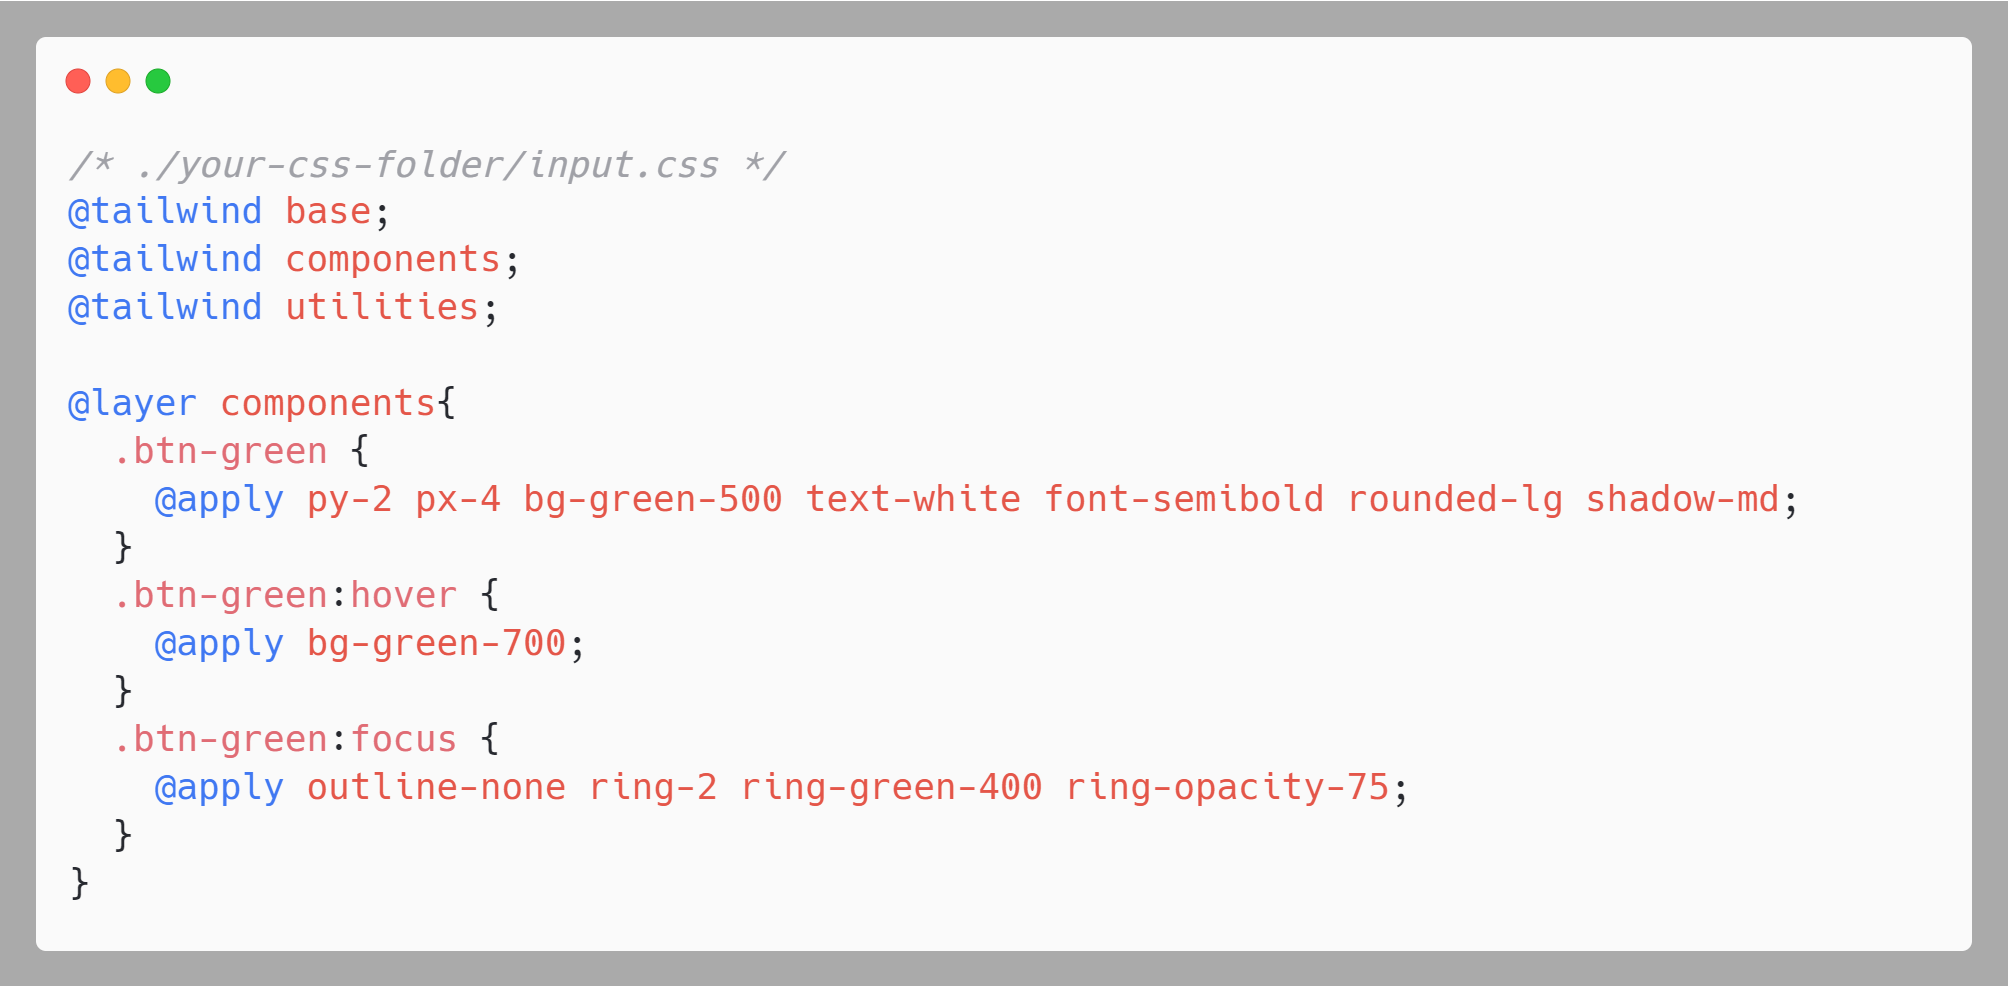 /* ./your-css-folder/input.css */
@tailwind base;
@tailwind components;
@tailwind utilities;

@layer components{
  .btn-green {
    @apply py-2 px-4 bg-green-500 text-white font-semibold rounded-lg shadow-md;
  }
  .btn-green:hover {
    @apply bg-green-700;
  }
  .btn-green:focus {
    @apply outline-none ring-2 ring-green-400 ring-opacity-75;
  }
}